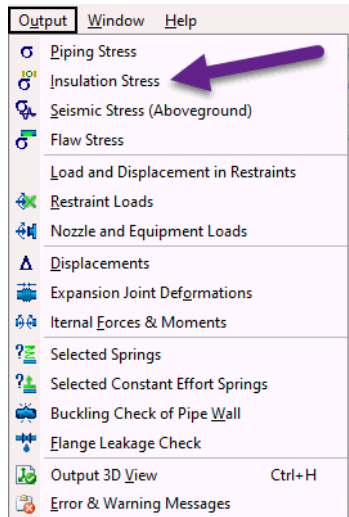 Output Window Help
σ Piping Stress
Insulation Stress
Seismic Stress (Aboveground)
Flaw Stress
Load and Displacement in Restraints
Restraint Loads
Nozzle and Equipment Loads
Δ Displacements
Expansion Joint Deformations
Iternal Forces & Moments
Selected Springs
Selected Constant Effort Springs
Buckling Check of Pipe Wall
Flange Leakage Check
Output 3D View Ctrl+H
Error & Warning Messages